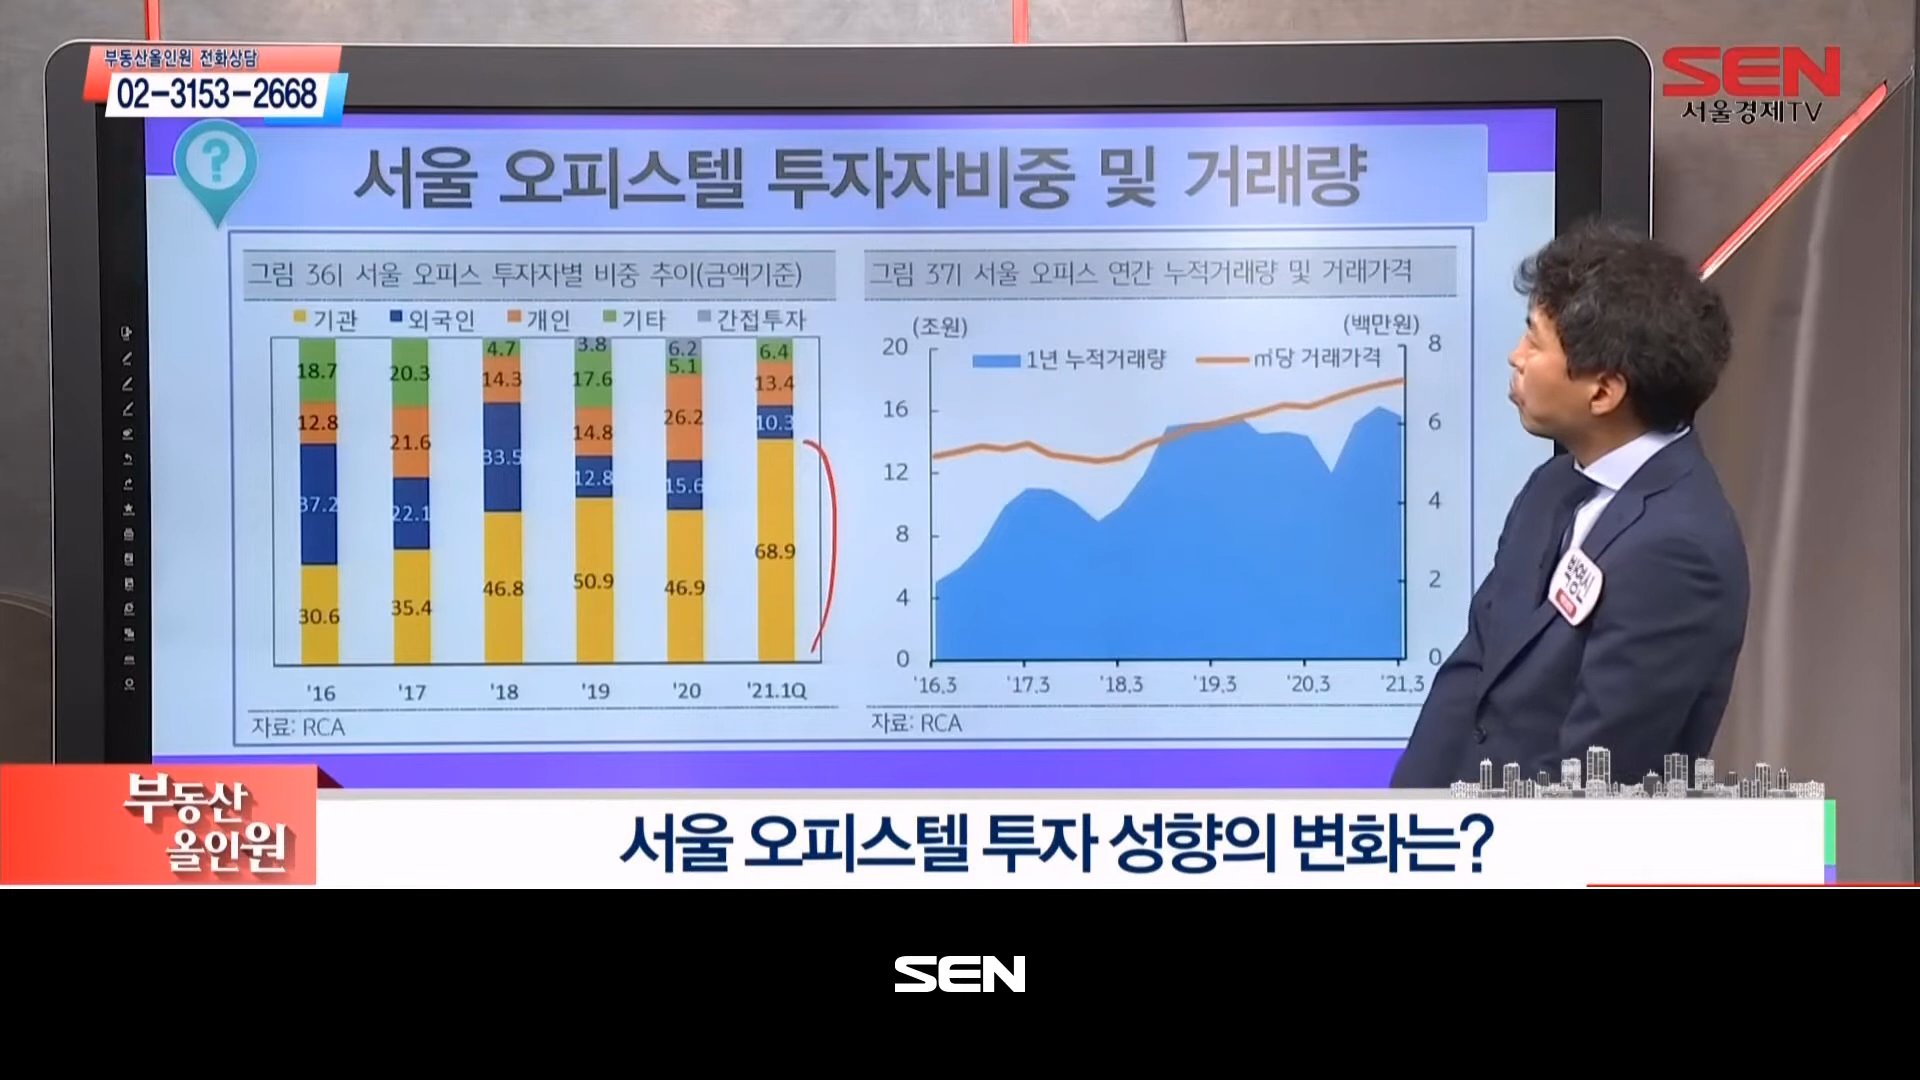 부동산올인원 전화상담
02-3153-2668
SEN
서울경제TV
?
서울 오피스텔 투자자비중 및 거래량
그림 36| 서울 오피스 투자자별 비중 추이(금액기준)
기관 외국인 개인 기타 간접투자
18.7 20.3 4.7 3.8 6.2 6.4
12.8 21.6 14.3 17.6 5.1 13.4
37.2 22.1 33.5 14.8 26.2 10.3
30.6 35.4 46.8 12.8 15.6 68.9
50.9 46.9
'16 '17 '18 '19 '20 '21.1Q
자료: RCA
그림 37| 서울 오피스 연간 누적거래량 및 거래가격
(조원) (백만원)
1년 누적거래량 ㎡당 거래가격
20 8
16 6
12
8 4
4 2
0 0
'16.3 '17.3 '18.3 '19.3 '20.3 '21.3
자료: RCA
부동산
올인원
서울 오피스텔 투자 성향의 변화는?
SEN